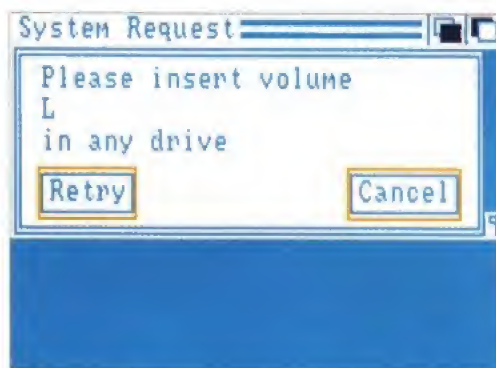 System Request
Please insert volume
L
in any drive
Retry
Cancel